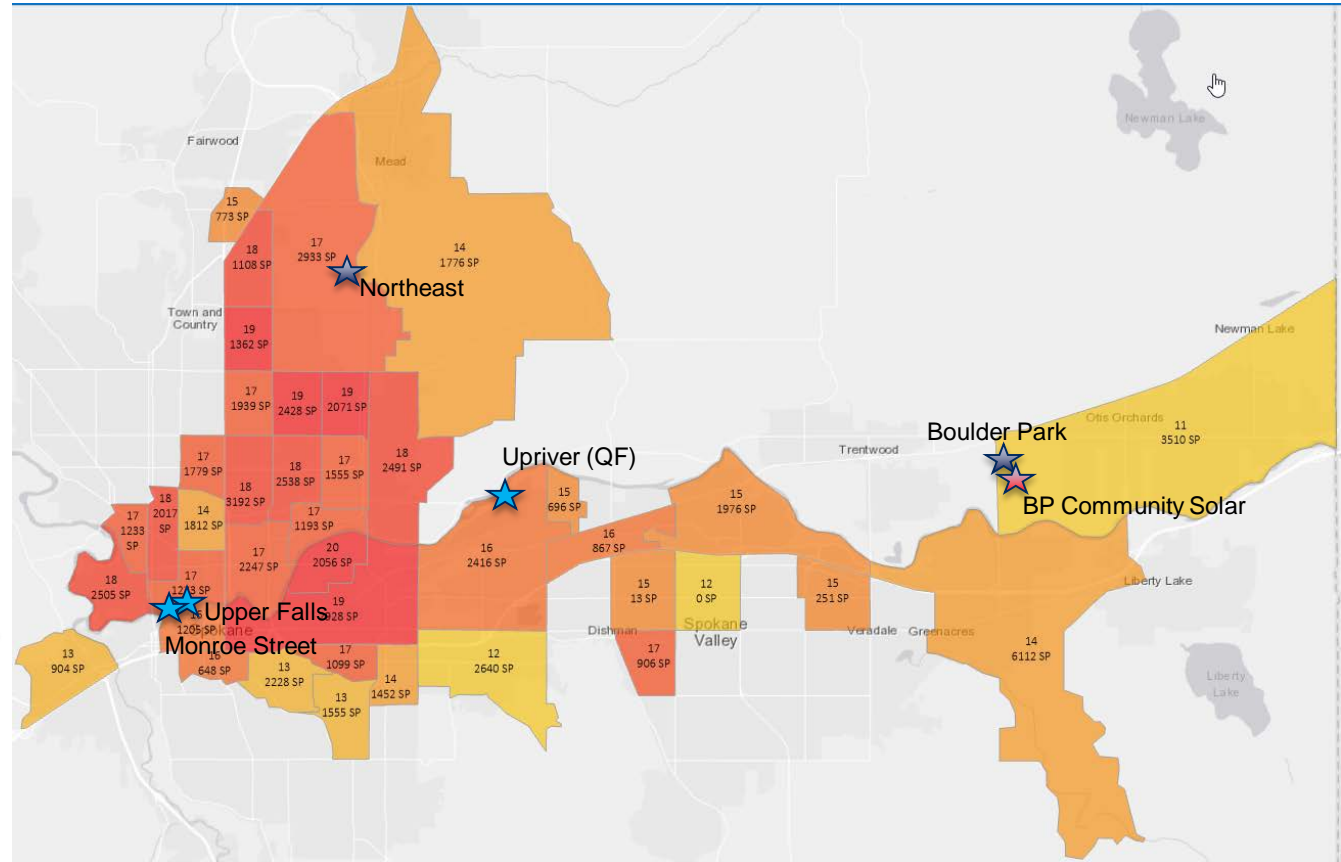 Newman Lake
Fairwood
Mead
15
773 SP
18
1108 SP
17
2933 SP
14
1776 SP
Northeast
Town and
Country
19
1362 SP
Newman Lake
17
1939 SP
19
2428 SP
19
2071 SP
Otis Orchards
11
3510 SP
Boulder Park
Trentwood
17
1779 SP
18
3192 SP
18
2538 SP
17
1555 SP
18
2491 SP
Upriver (QF)
15
696 SP
15
1976 SP
BP Community Solar
17
1233
SP
18
2017
SP
14
1812 SP
17
1193 SP
16
867 SP
17
2247 SP
20
2056 SP
16
2416 SP
18
2505 SP
17
Upper Falls
1205 SP
Monroe Street
19
928 SP
15
13 SP
12
0 SP
15
251 SP
Liberty Lake
Dishman
Spokane
Valley
Veradale
Greenacres
13
904 SP
648 SP
13
2228 SP
17
1099 SP
13
1555 SP
14
1452 SP
12
2640 SP
17
906 SP
14
6112 SP
Liberty
Lake